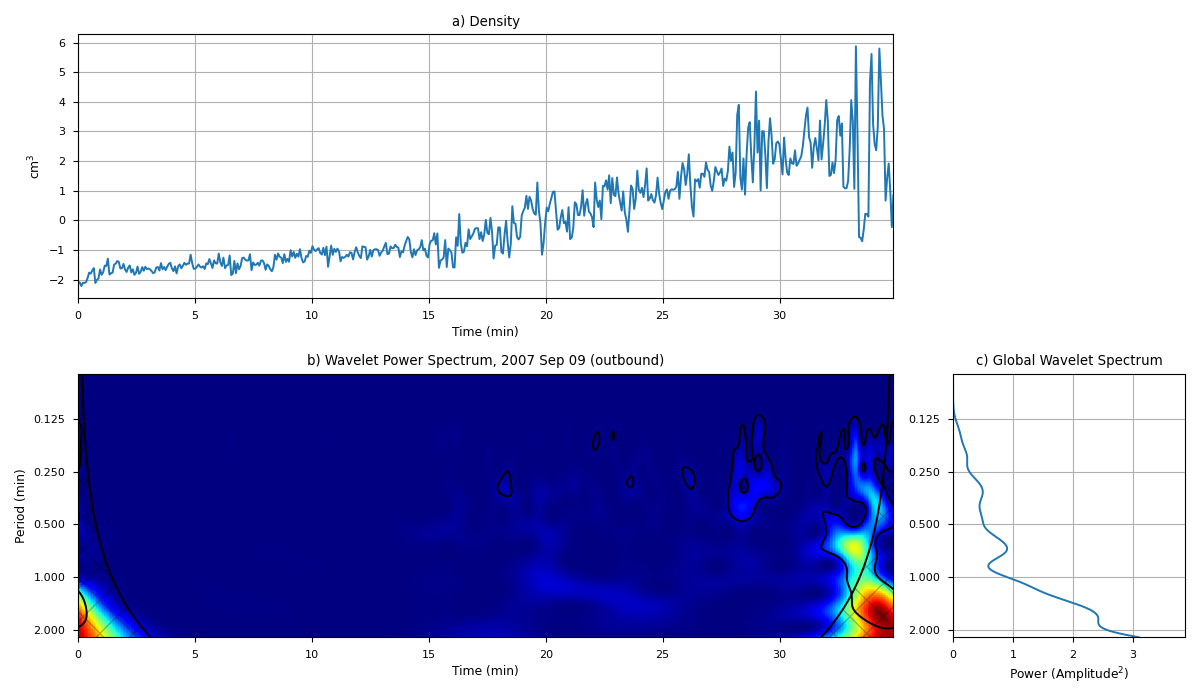 a) Density
cm³
6
5
4
3
2
1
0
−1
−2
0 5 10 15 20 25 30
Time (min)
b) Wavelet Power Spectrum, 2007 Sep 09 (outbound)
Period (min)
0.125
0.250
0.500
1.000
2.000
0 5 10 15 20 25 30
Time (min)
c) Global Wavelet Spectrum
0.125
0.250
0.500
1.000
2.000
0 1 2 3
Power (Amplitude²)